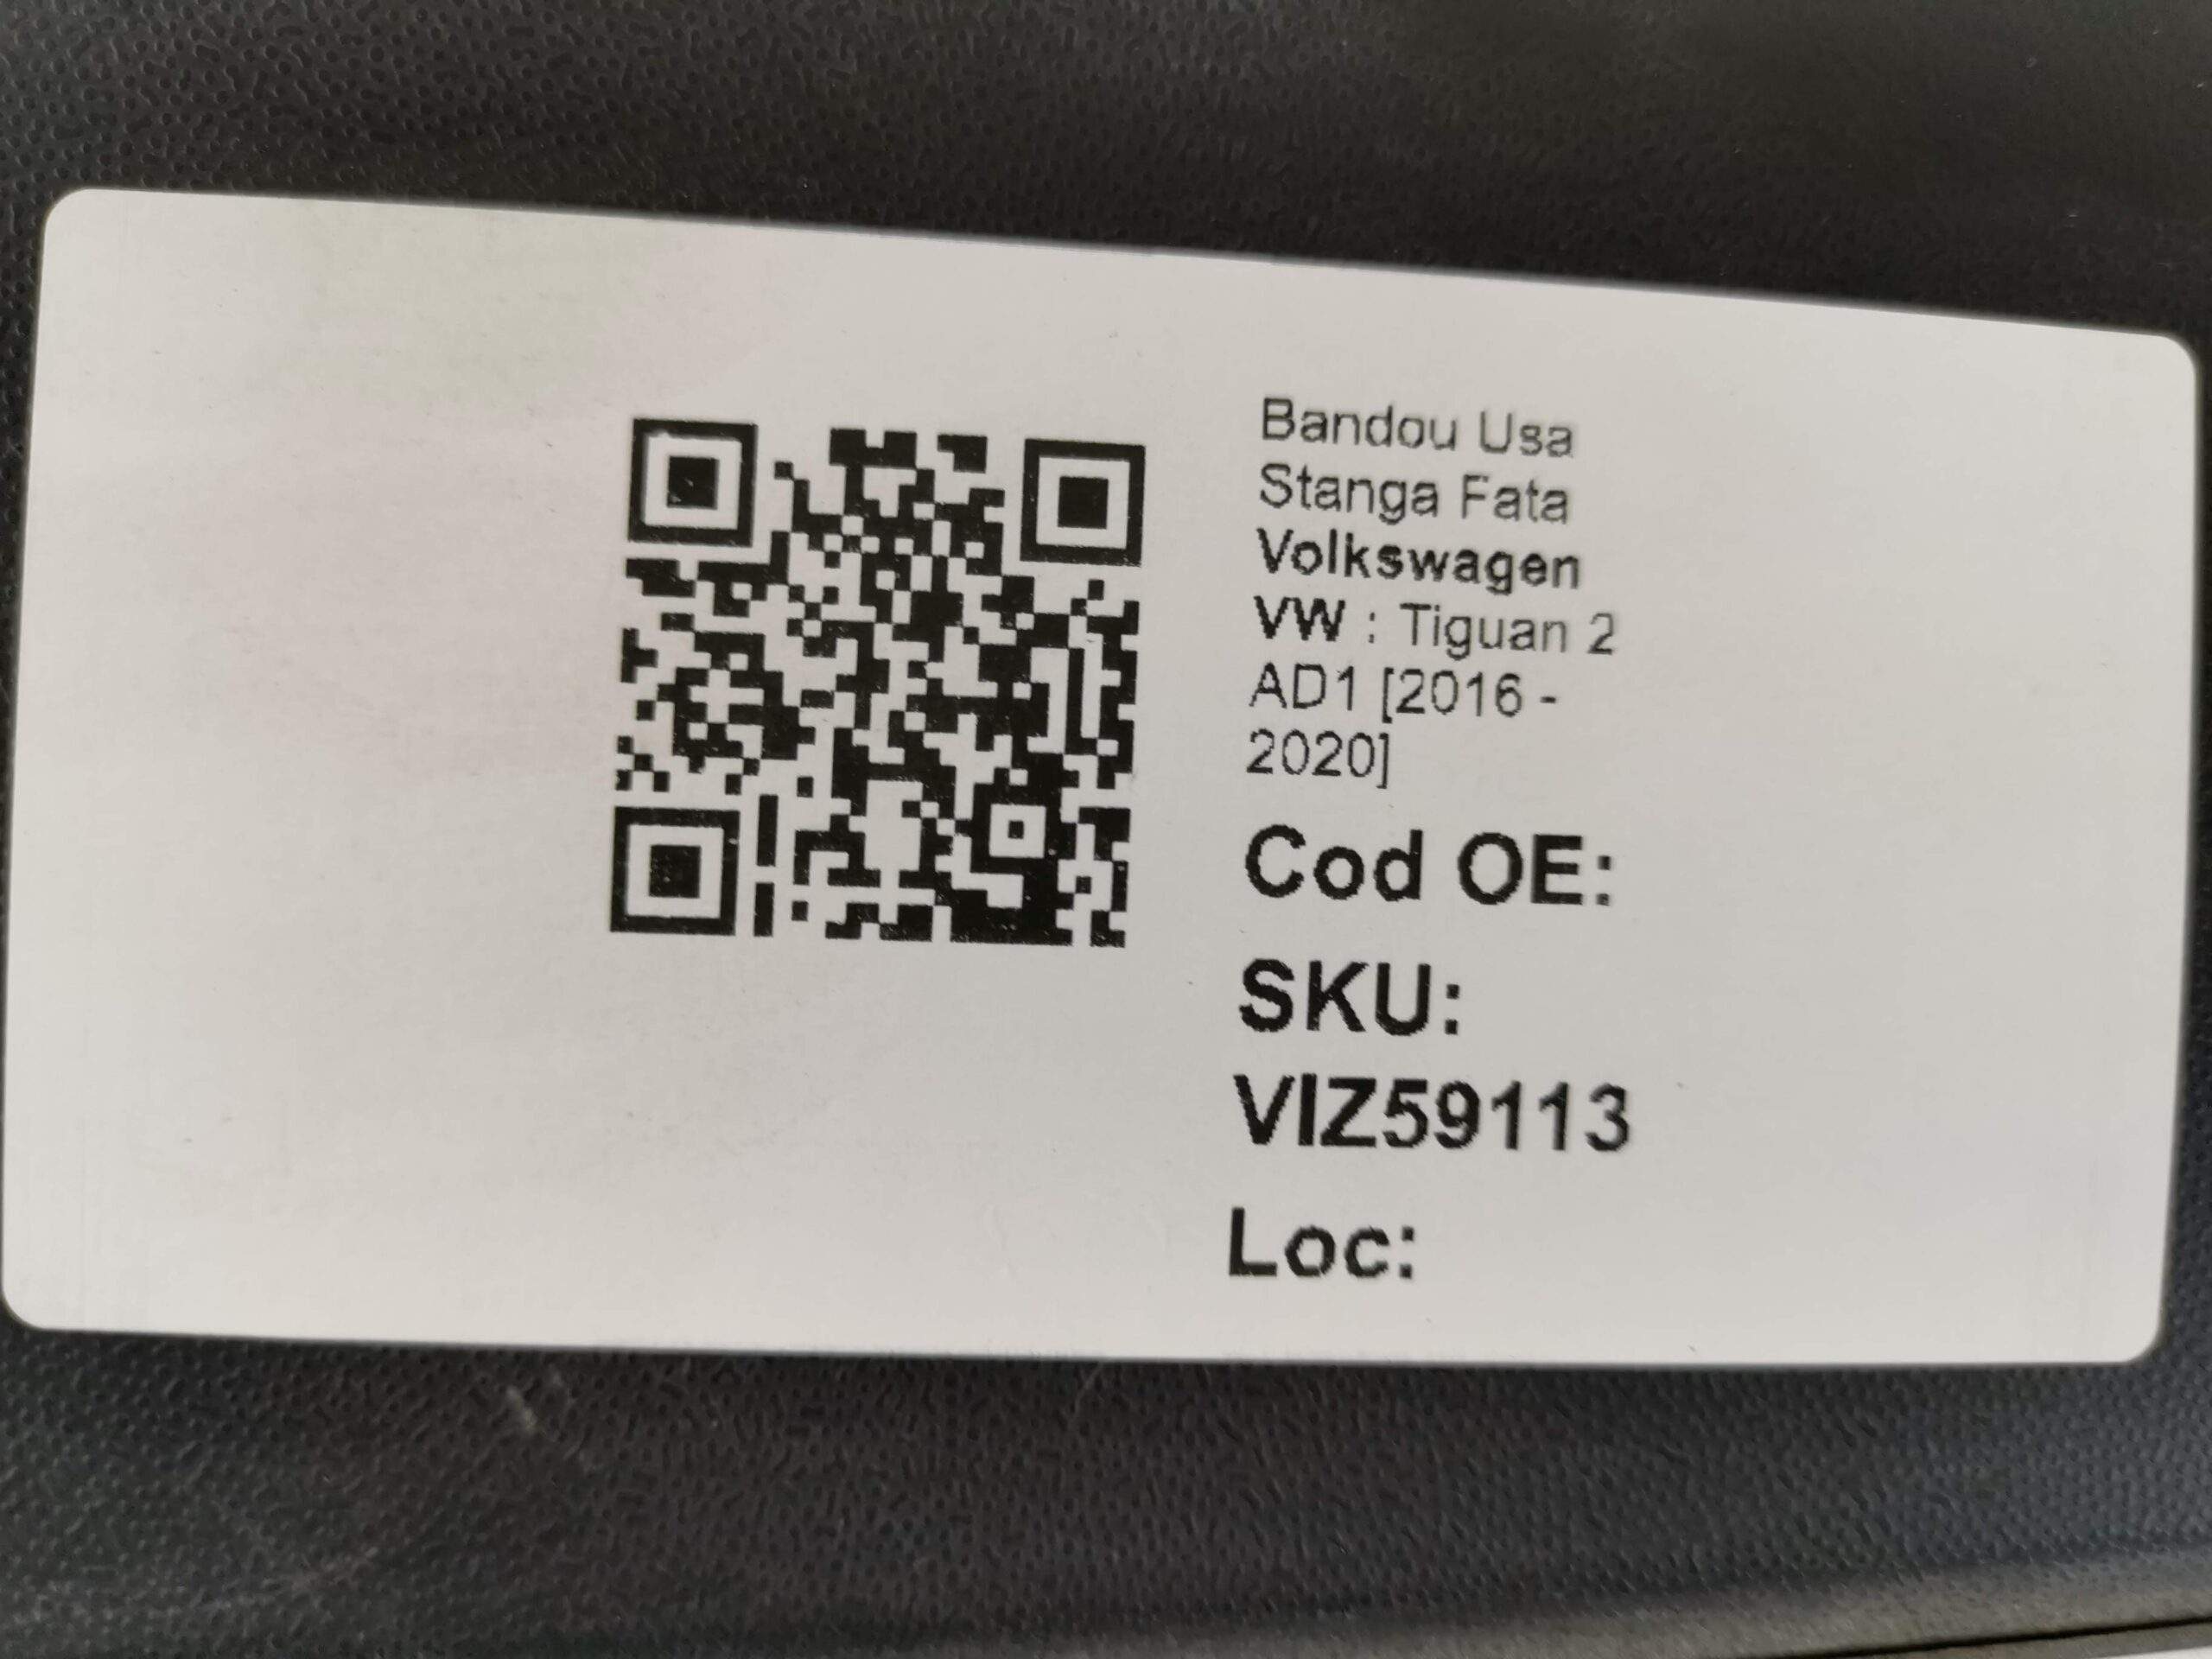 Bandou Usa
Stanga Fata
Volkswagen
VW : Tiguan 2
AD1 [2016 -
2020]
Cod OE:
SKU:
VIZ59113
Loc: